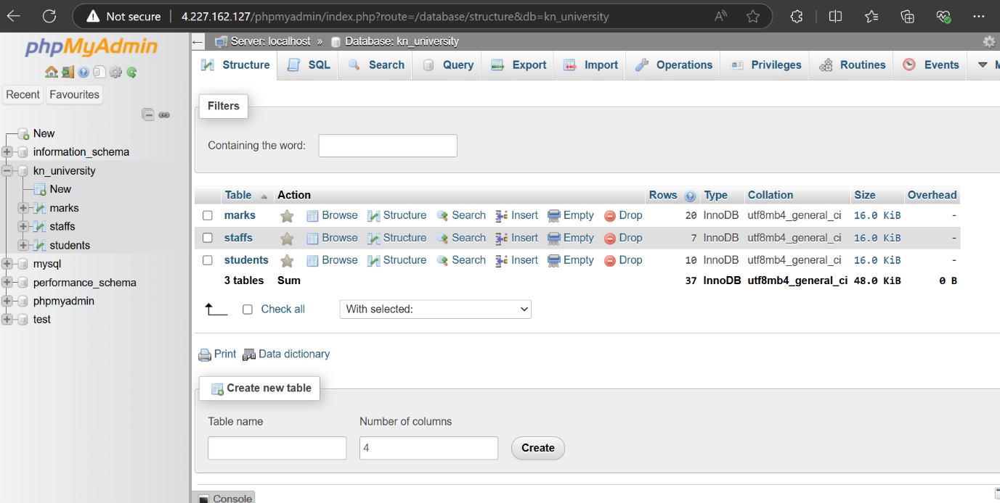 Not secure 4.227.162.127/phpmyadmin/index.php?route=/database/structure&db=kn_university
phpMyAdmin
Recent Favourites
New
information_schema
kn_university
New
marks
staffs
students
mysql
performance_schema
phpmyadmin
test
Server: localhost » Database: kn_university
Structure SQL Search Query Export Import Operations Privileges Routines Events M
Filters
Containing the word:
Table Action Rows Type Collation Size Overhead
marks Browse Structure Search Insert Empty Drop 20 InnoDB utf8mb4_general_ci 16.0 KiB -
staffs Browse Structure Search Insert Empty Drop 7 InnoDB utf8mb4_general_ci 16.0 KiB -
students Browse Structure Search Insert Empty Drop 10 InnoDB utf8mb4_general_ci 16.0 KiB -
3 tables Sum 37 InnoDB utf8mb4_general_ci 48.0 KiB 0 B
Check all With selected:
Print Data dictionary
Create new table
Table name Number of columns
4 Create
Console